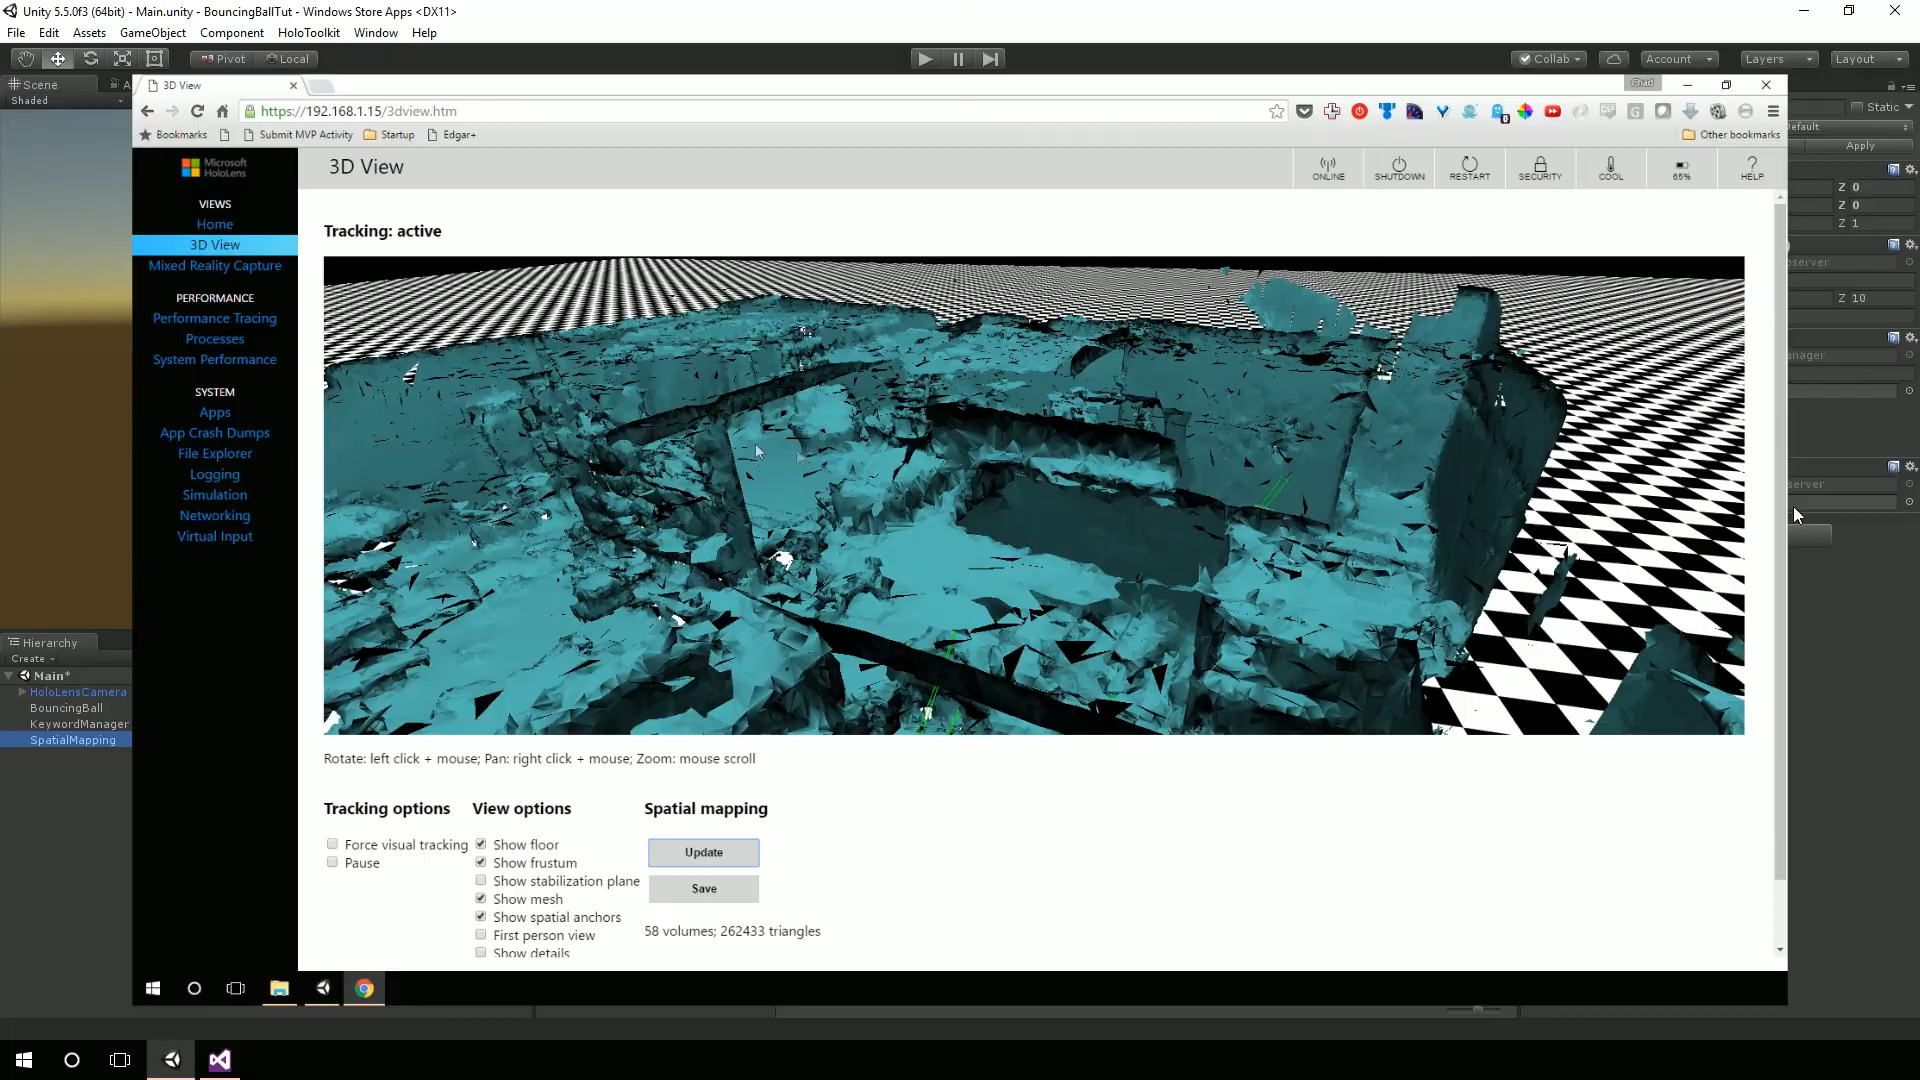 Unity 5.5.0f3 (64bit) - Main.unity - BouncingBallTut - Windows Store Apps <DX11>
File Edit Assets GameObject Component HoloToolkit Window Help
Pivot Local Collab Account Layers Layout
Scene
Shaded
3D View
Chad
https://192.168.1.15/3dview.htm
Static
Bookmarks Submit MVP Activity Startup Edgar+ Other bookmarks
Apply
Microsoft
HoloLens
3D View
ONLINE SHUTDOWN RESTART SECURITY COOL 65% HELP
Z 0
Z 0
Z 1
Z 10
VIEWS
Home
3D View
Mixed Reality Capture
PERFORMANCE
Performance Tracing
Processes
System Performance
SYSTEM
Apps
App Crash Dumps
File Explorer
Logging
Simulation
Networking
Virtual Input
Tracking: active
Rotate: left click + mouse; Pan: right click + mouse; Zoom: mouse scroll
Tracking options
Force visual tracking
Pause
View options
Show floor
Show frustum
Show stabilization plane
Show mesh
Show spatial anchors
First person view
Show details
Spatial mapping
Update
Save
58 volumes; 262433 triangles
Hierarchy
Create
Main*
HoloLensCamera
BouncingBall
KeywordManager
SpatialMapping